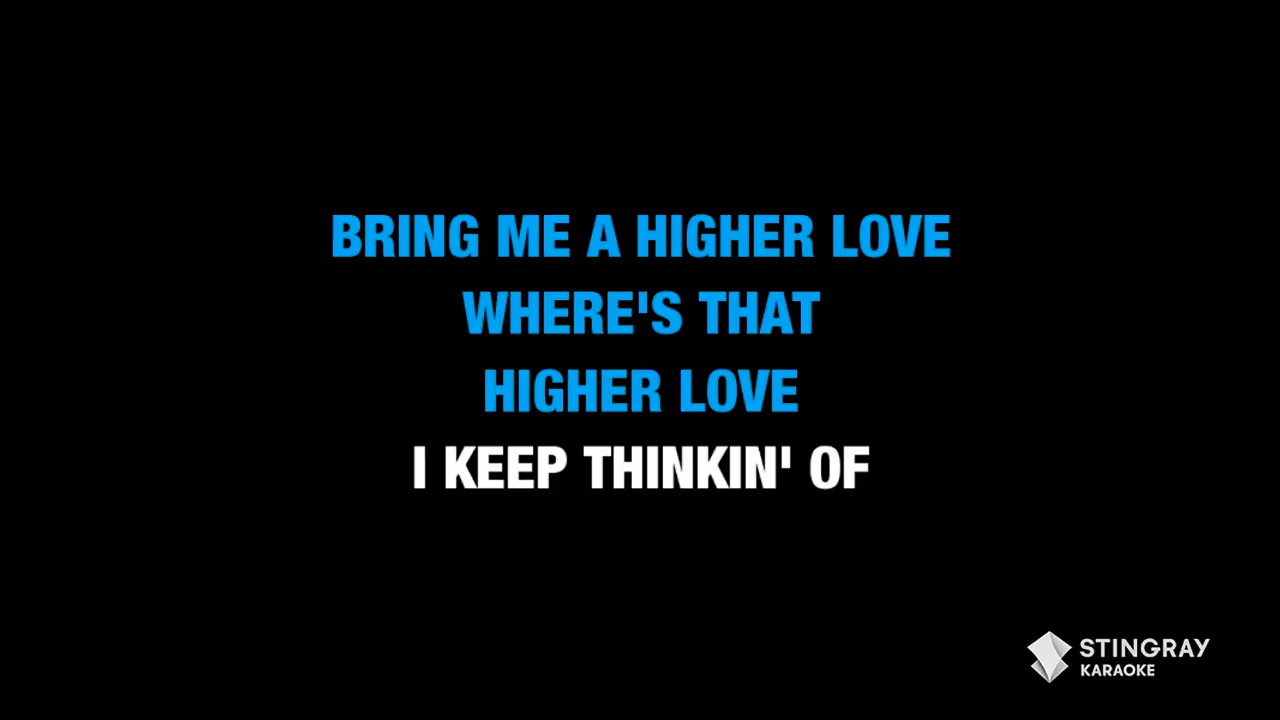 BRING ME A HIGHER LOVE
WHERE'S THAT
HIGHER LOVE
I KEEP THINKIN' OF
STINGRAY
KARAOKE